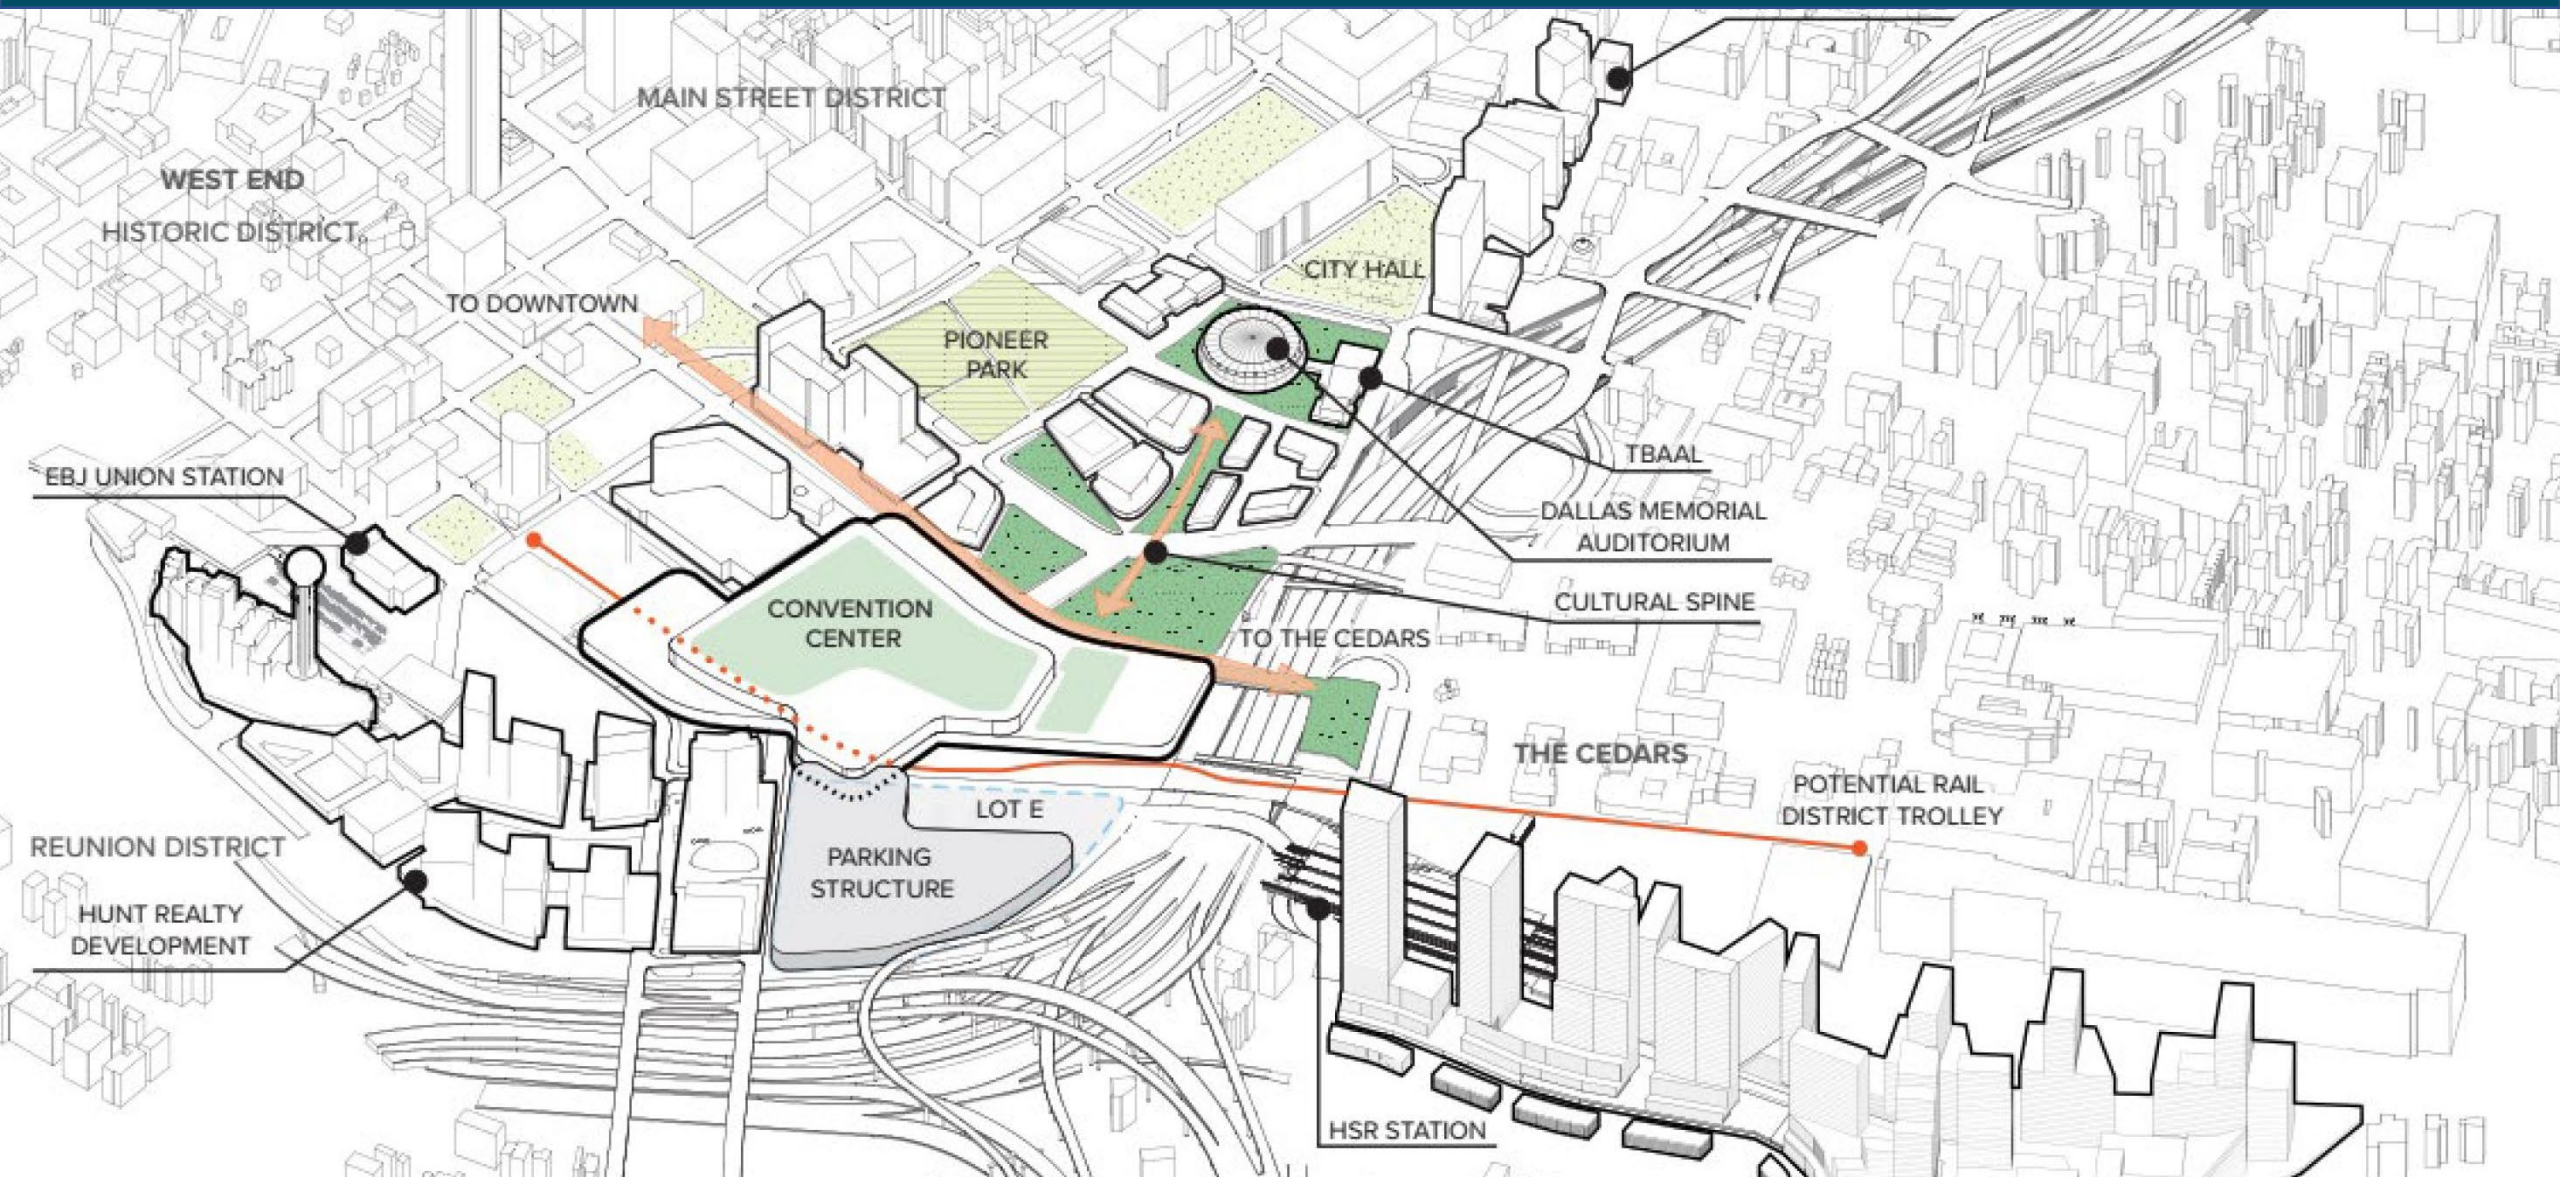 MAIN STREET DISTRICT
WEST END
HISTORIC DISTRICT
TO DOWNTOWN
CITY HALL
PIONEER
PARK
EBJ UNION STATION
TBAAL
DALLAS MEMORIAL
AUDITORIUM
CULTURAL SPINE
CONVENTION
CENTER
TO THE CEDARS
THE CEDARS
POTENTIAL RAIL
DISTRICT TROLLEY
LOT E
REUNION DISTRICT
PARKING
STRUCTURE
HUNT REALTY
DEVELOPMENT
HSR STATION